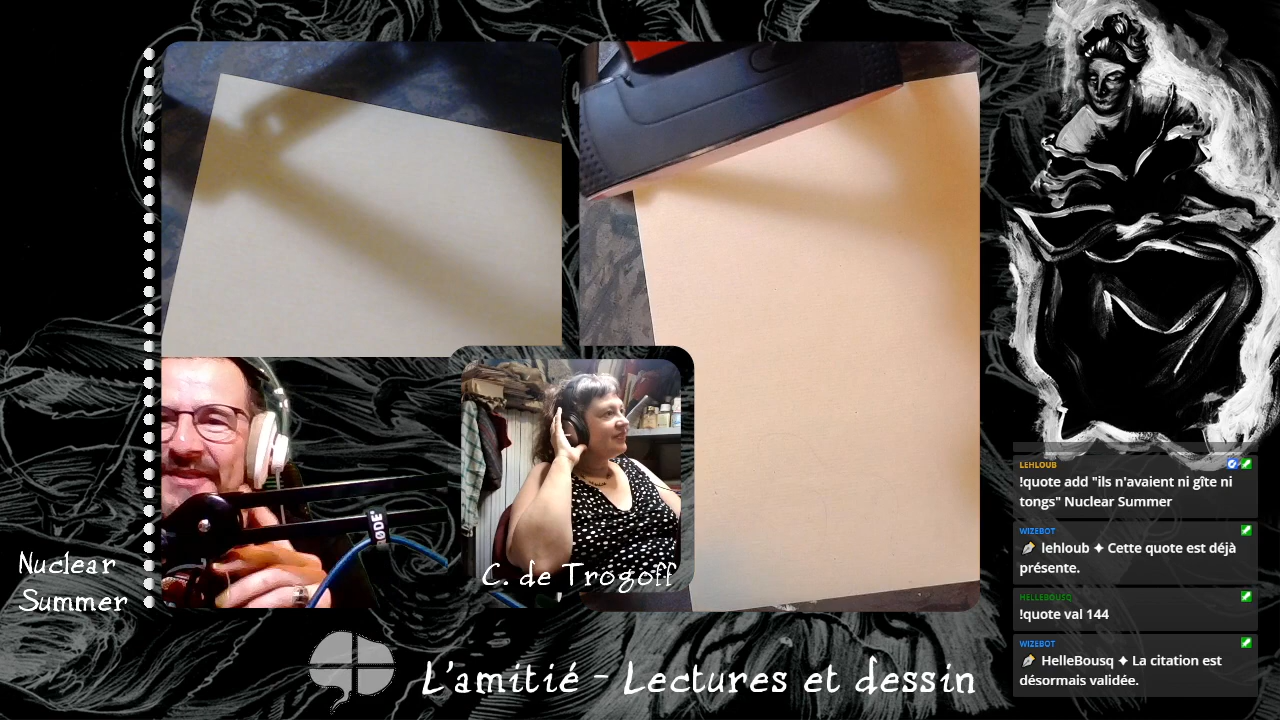 Nuclear
Summer
C. de Trogoff
L'amitié - Lectures et dessin
LEHLOUB
!quote add "ils n'avaient ni gîte ni
tongs" Nuclear Summer
WIZEBOT
lehloub ✦ Cette quote est déjà
présente.
HELLEBOUSQ
!quote val 144
WIZEBOT
HelleBousq ✦ La citation est
désormais validée.